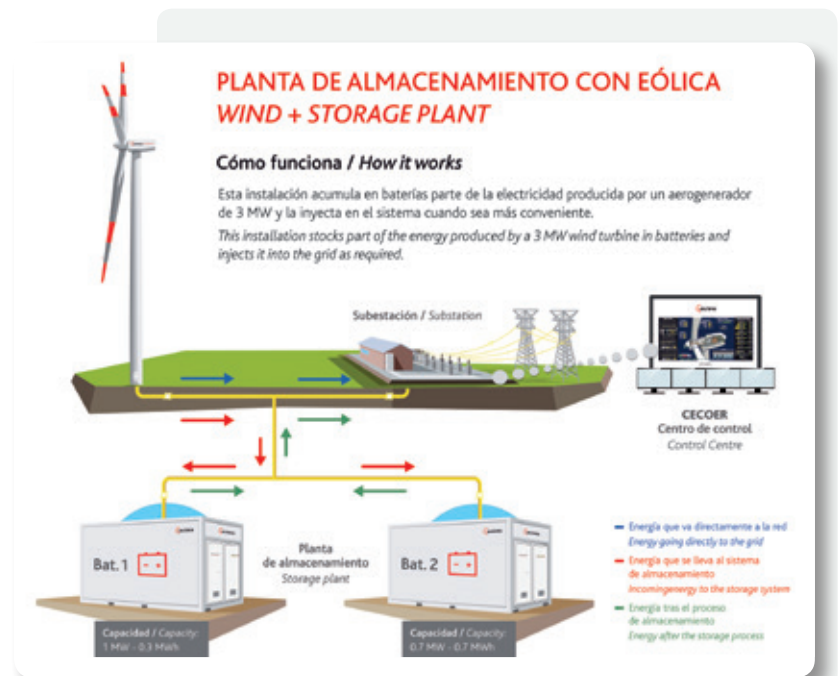 PLANTA DE ALMACENAMIENTO CON EÓLICA
WIND + STORAGE PLANT
Cómo funciona / How it works
Esta instalación acumula en baterías parte de la electricidad producida por un aerogenerador
de 3 MW y la inyecta en el sistema cuando sea más conveniente.
This installation stocks part of the energy produced by a 3 MW wind turbine in batteries and
injects it into the grid as required.
Subestación / Substation
CECOER
Centro de control
Control Centre
Bat. 1
Planta
de almacenamiento
Storage plant
Bat. 2
Energía que va directamente a la red
Energy going directly to the grid
Energía que se lleva al sistema
de almacenamiento
Incomingenergy to the storage system
Energía tras el proceso
de almacenamiento
Energy after the storage process
Capacidad / Capacity:
1 MW - 0.3 MWh
Capacidad / Capacity:
0.7 MW - 0.7 MWh